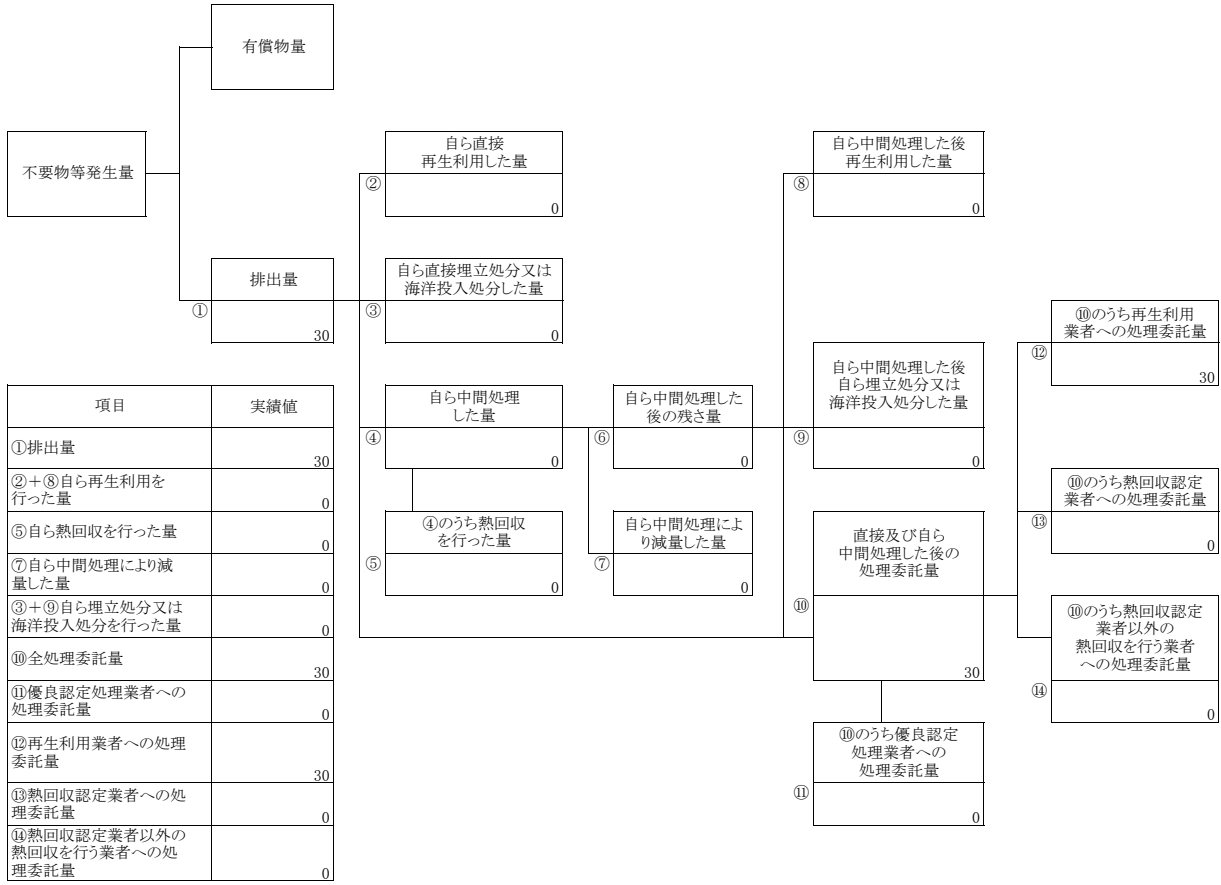 有償物量
不要物等発生量
自ら直接
再生利用した量
②
0
自ら中間処理した後
再生利用した量
⑧
0
排出量
①
30
自ら直接埋立処分又は
海洋投入処分した量
③
0
⑩のうち再生利用
業者への処理委託量
⑫
30
自ら中間処理
した量
④
0
自ら中間処理した
後の残さ量
⑥
0
自ら中間処理した後
自ら埋立処分又は
海洋投入処分した量
⑨
0
④のうち熱回収
を行った量
⑤
0
自ら中間処理によ
り減量した量
⑦
0
直接及び自ら
中間処理した後の
処理委託量
⑩
30
⑩のうち熱回収認定
業者への処理委託量
⑬
0
⑩のうち熱回収認定
業者以外の
熱回収を行う業者
への処理委託量
⑭
0
⑩のうち優良認定
処理業者への
処理委託量
⑪
0
項目 実績値
①排出量
30
②＋⑧自ら再生利用を
行った量
0
⑤自ら熱回収を行った量
0
⑦自ら中間処理により減
量した量
0
③＋⑨自ら埋立処分又は
海洋投入処分を行った量
0
⑩全処理委託量
30
⑪優良認定処理業者への
処理委託量
0
⑫再生利用業者への処理
委託量
30
⑬熱回収認定業者への処
理委託量
0
⑭熱回収認定業者以外の
熱回収を行う業者への処
理委託量
0